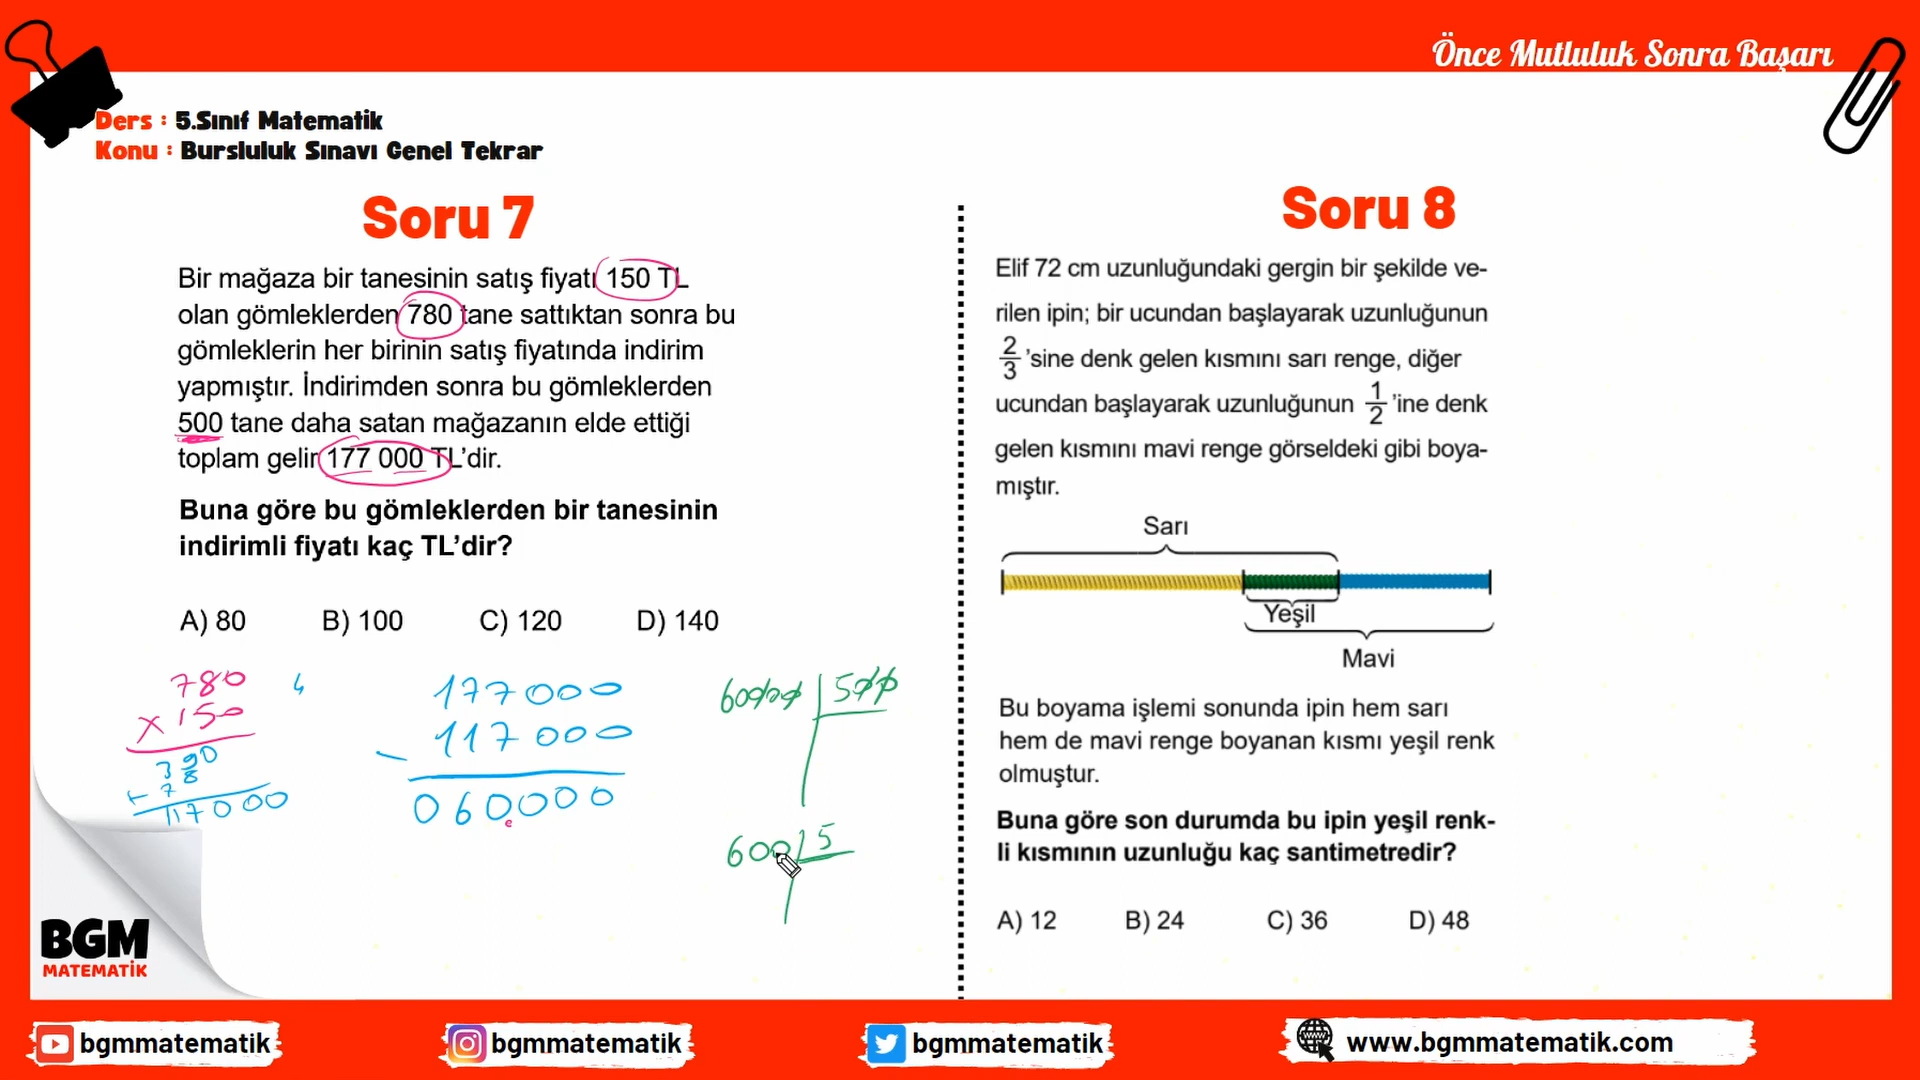 Önce Mutluluk Sonra Başarı
Ders : 5.Sınıf Matematik
Konu : Bursluluk Sınavı Genel Tekrar
Soru 7
Bir mağaza bir tanesinin satış fiyatı 150 TL
olan gömleklerden 780 tane sattıktan sonra bu
gömleklerin her birinin satış fiyatında indirim
yapmıştır. İndirimden sonra bu gömleklerden
500 tane daha satan mağazanın elde ettiği
toplam gelir 177 000 TL'dir.
Buna göre bu gömleklerden bir tanesinin
indirimli fiyatı kaç TL'dir?
A) 80 B) 100 C) 120 D) 140
780
x 150
390
+ 78
117000
4
177000
- 117000
060000
60000 500
600 5
Soru 8
Elif 72 cm uzunluğundaki gergin bir şekilde ve-
rilen ipin; bir ucundan başlayarak uzunluğunun
2/3 'sine denk gelen kısmını sarı renge, diğer
ucundan başlayarak uzunluğunun 1/2 'ine denk
gelen kısmını mavi renge görseldeki gibi boya-
mıştır.
Sarı
Yeşil
Mavi
Bu boyama işlemi sonunda ipin hem sarı
hem de mavi renge boyanan kısmı yeşil renk
olmuştur.
Buna göre son durumda bu ipin yeşil renk-
li kısmının uzunluğu kaç santimetredir?
A) 12 B) 24 C) 36 D) 48
BGM
MATEMATİK
bgmmatematik
bgmmatematik
bgmmatematik
www.bgmmatematik.com